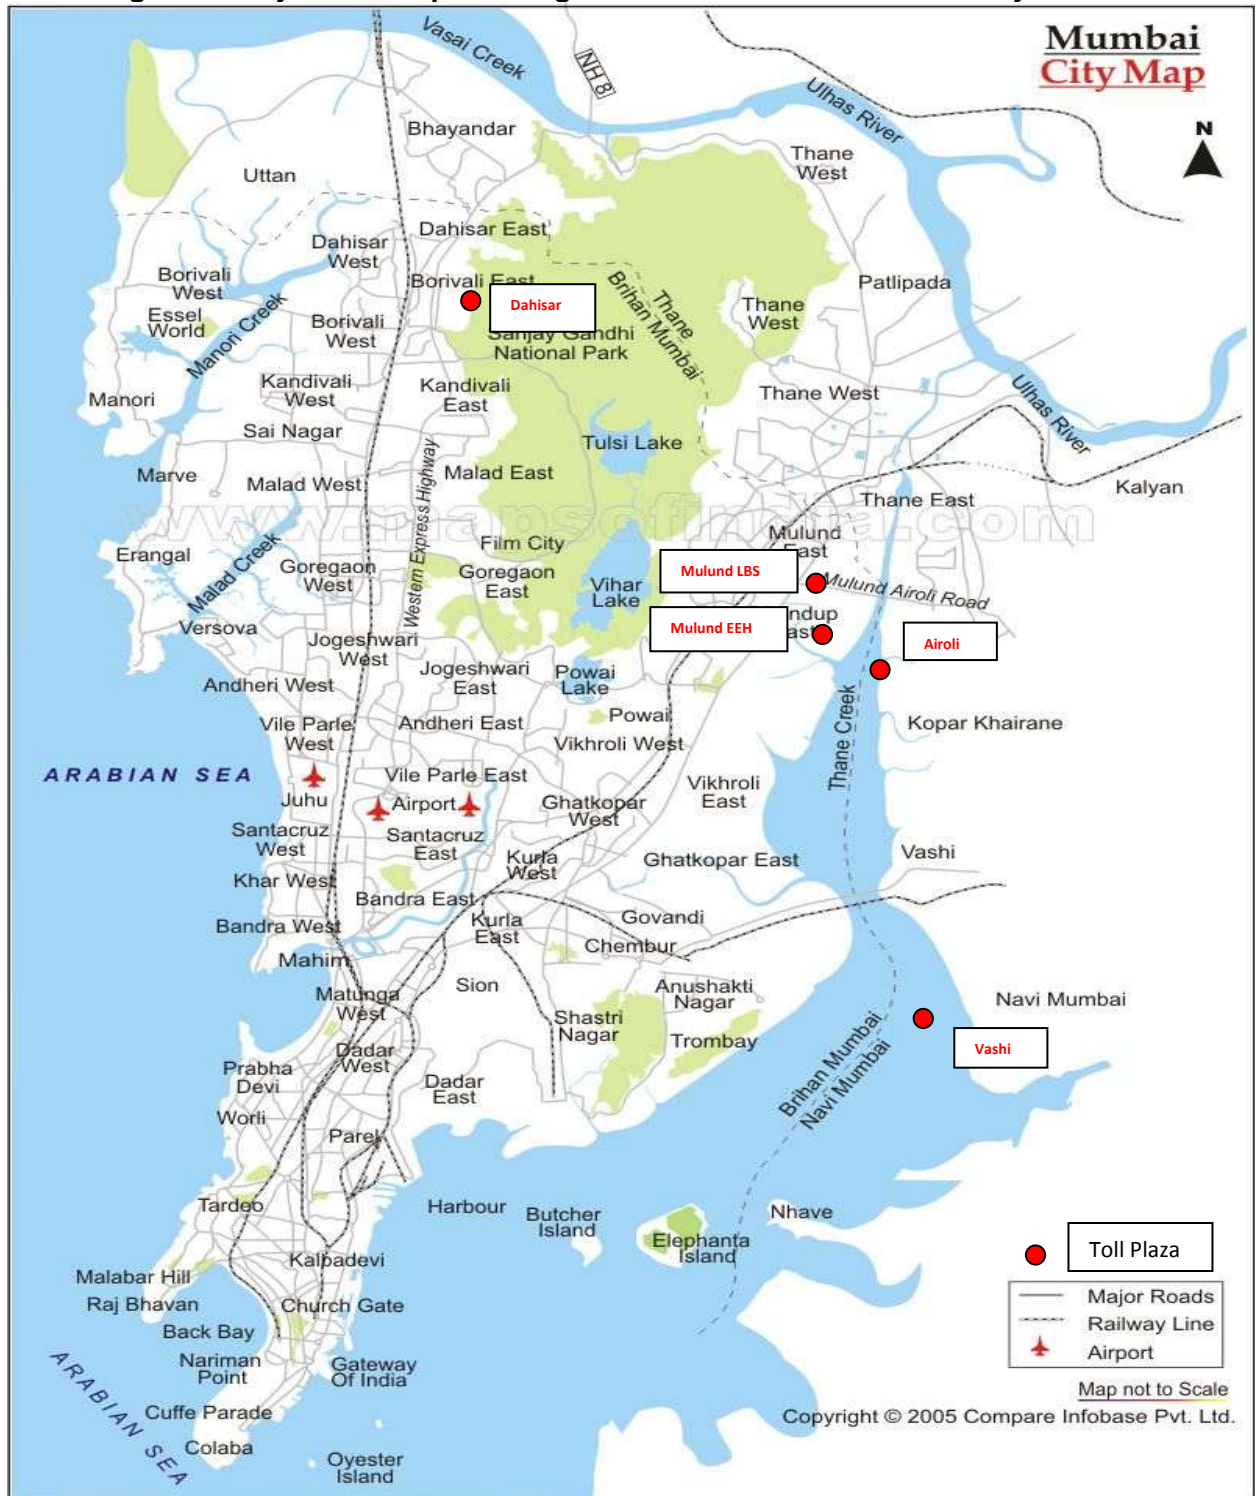 Mumbai
City Map
N
Vasai Creek
NH 8
Ulhas River
Bhayandar
Thane
West
Uttan
Dahisar East
Dahisar
West
Borivali
West
Borivali East
Patlipada
Thane
Brihan Mumbai
Dahisar
Essel
World
Manori Creek
Borivali
West
Thane
West
Sanjay Gandhi
National Park
Kandivali
West
Kandivali
East
Thane West
Ulhas River
Manori
Sai Nagar
Tulsi Lake
Marve
Malad West
Malad East
Western Express Highway
Thane East
Kalyan
www.mapsofindia.com
Mulund
East
Erangal
Malad Creek
Goregaon
West
Film City
Goregaon
East
Vihar
Lake
Mulund LBS
Mulund Airoli Road
Mulund EEH
ndup
ast
Airoli
Versova
Jogeshwari
West
Jogeshwari
East
Powai
Lake
Andheri West
Thane Creek
Vile Parle
West
Andheri East
Powai
Vikhroli West
Kopar Khairane
ARABIAN SEA
Juhu
Vile Parle East
Airport
Vikhroli
East
Ghatkopar
West
Santacruz
West
Santacruz
East
Kurla
West
Ghatkopar East
Vashi
Khar West
Bandra East
Bandra West
Kurla
East
Govandi
Chembur
Mahim
Sion
Matunga
West
Anushakti
Nagar
Navi Mumbai
Shastri
Nagar
Trombay
Brihan Mumbai
Navi Mumbai
Vashi
Dadar
West
Prabha
Devi
Dadar
East
Worli
Parel
Tardeo
Harbour
Butcher
Island
Nhave
Elephanta
Island
Toll Plaza
Kalbadevi
Malabar Hill
Raj Bhavan
Church Gate
Major Roads
Railway Line
Airport
Back Bay
Nariman
Point
Gateway
Of India
Map not to Scale
ARABIAN SEA
Cuffe Parade
Copyright © 2005 Compare Infobase Pvt. Ltd.
Colaba
Oyester
Island